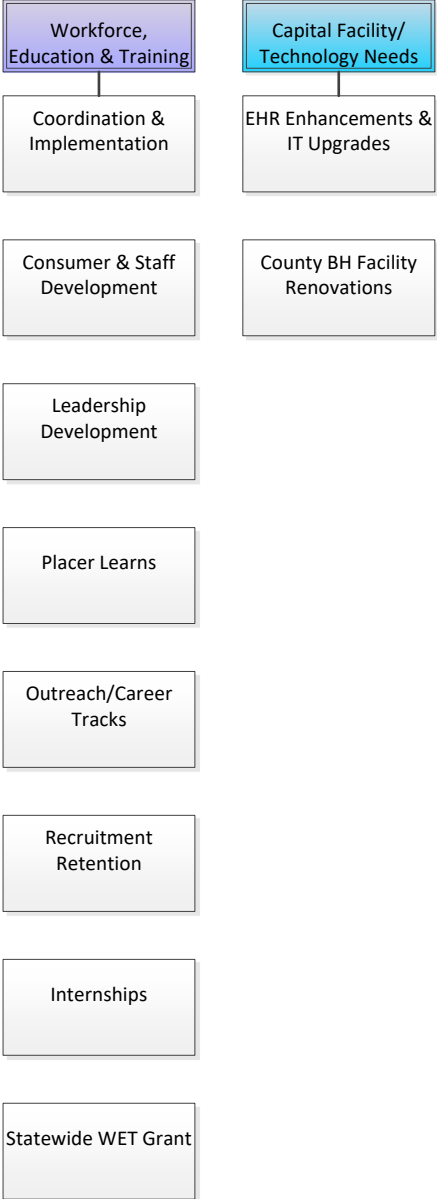 Workforce,
Education & Training
Coordination &
Implementation
Consumer & Staff
Development
Leadership
Development
Placer Learns
Outreach/Career
Tracks
Recruitment
Retention
Internships
Statewide WET Grant
Capital Facility/
Technology Needs
EHR Enhancements &
IT Upgrades
County BH Facility
Renovations